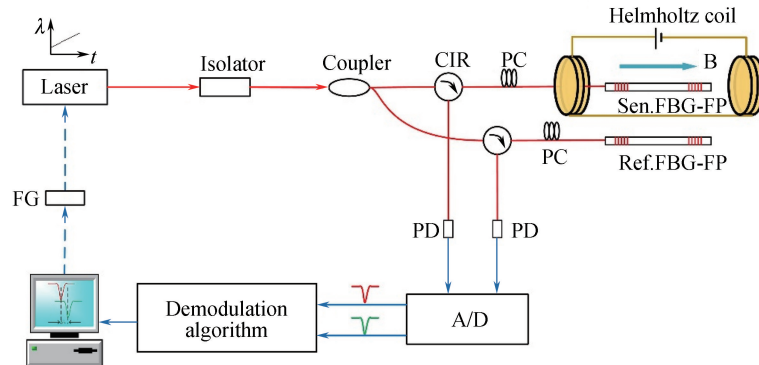 λ
t
Laser
Isolator
Coupler
CIR
PC
Helmholtz coil
B
Sen.FBG-FP
PC
Ref.FBG-FP
FG
PD
PD
Demodulation
algorithm
A/D